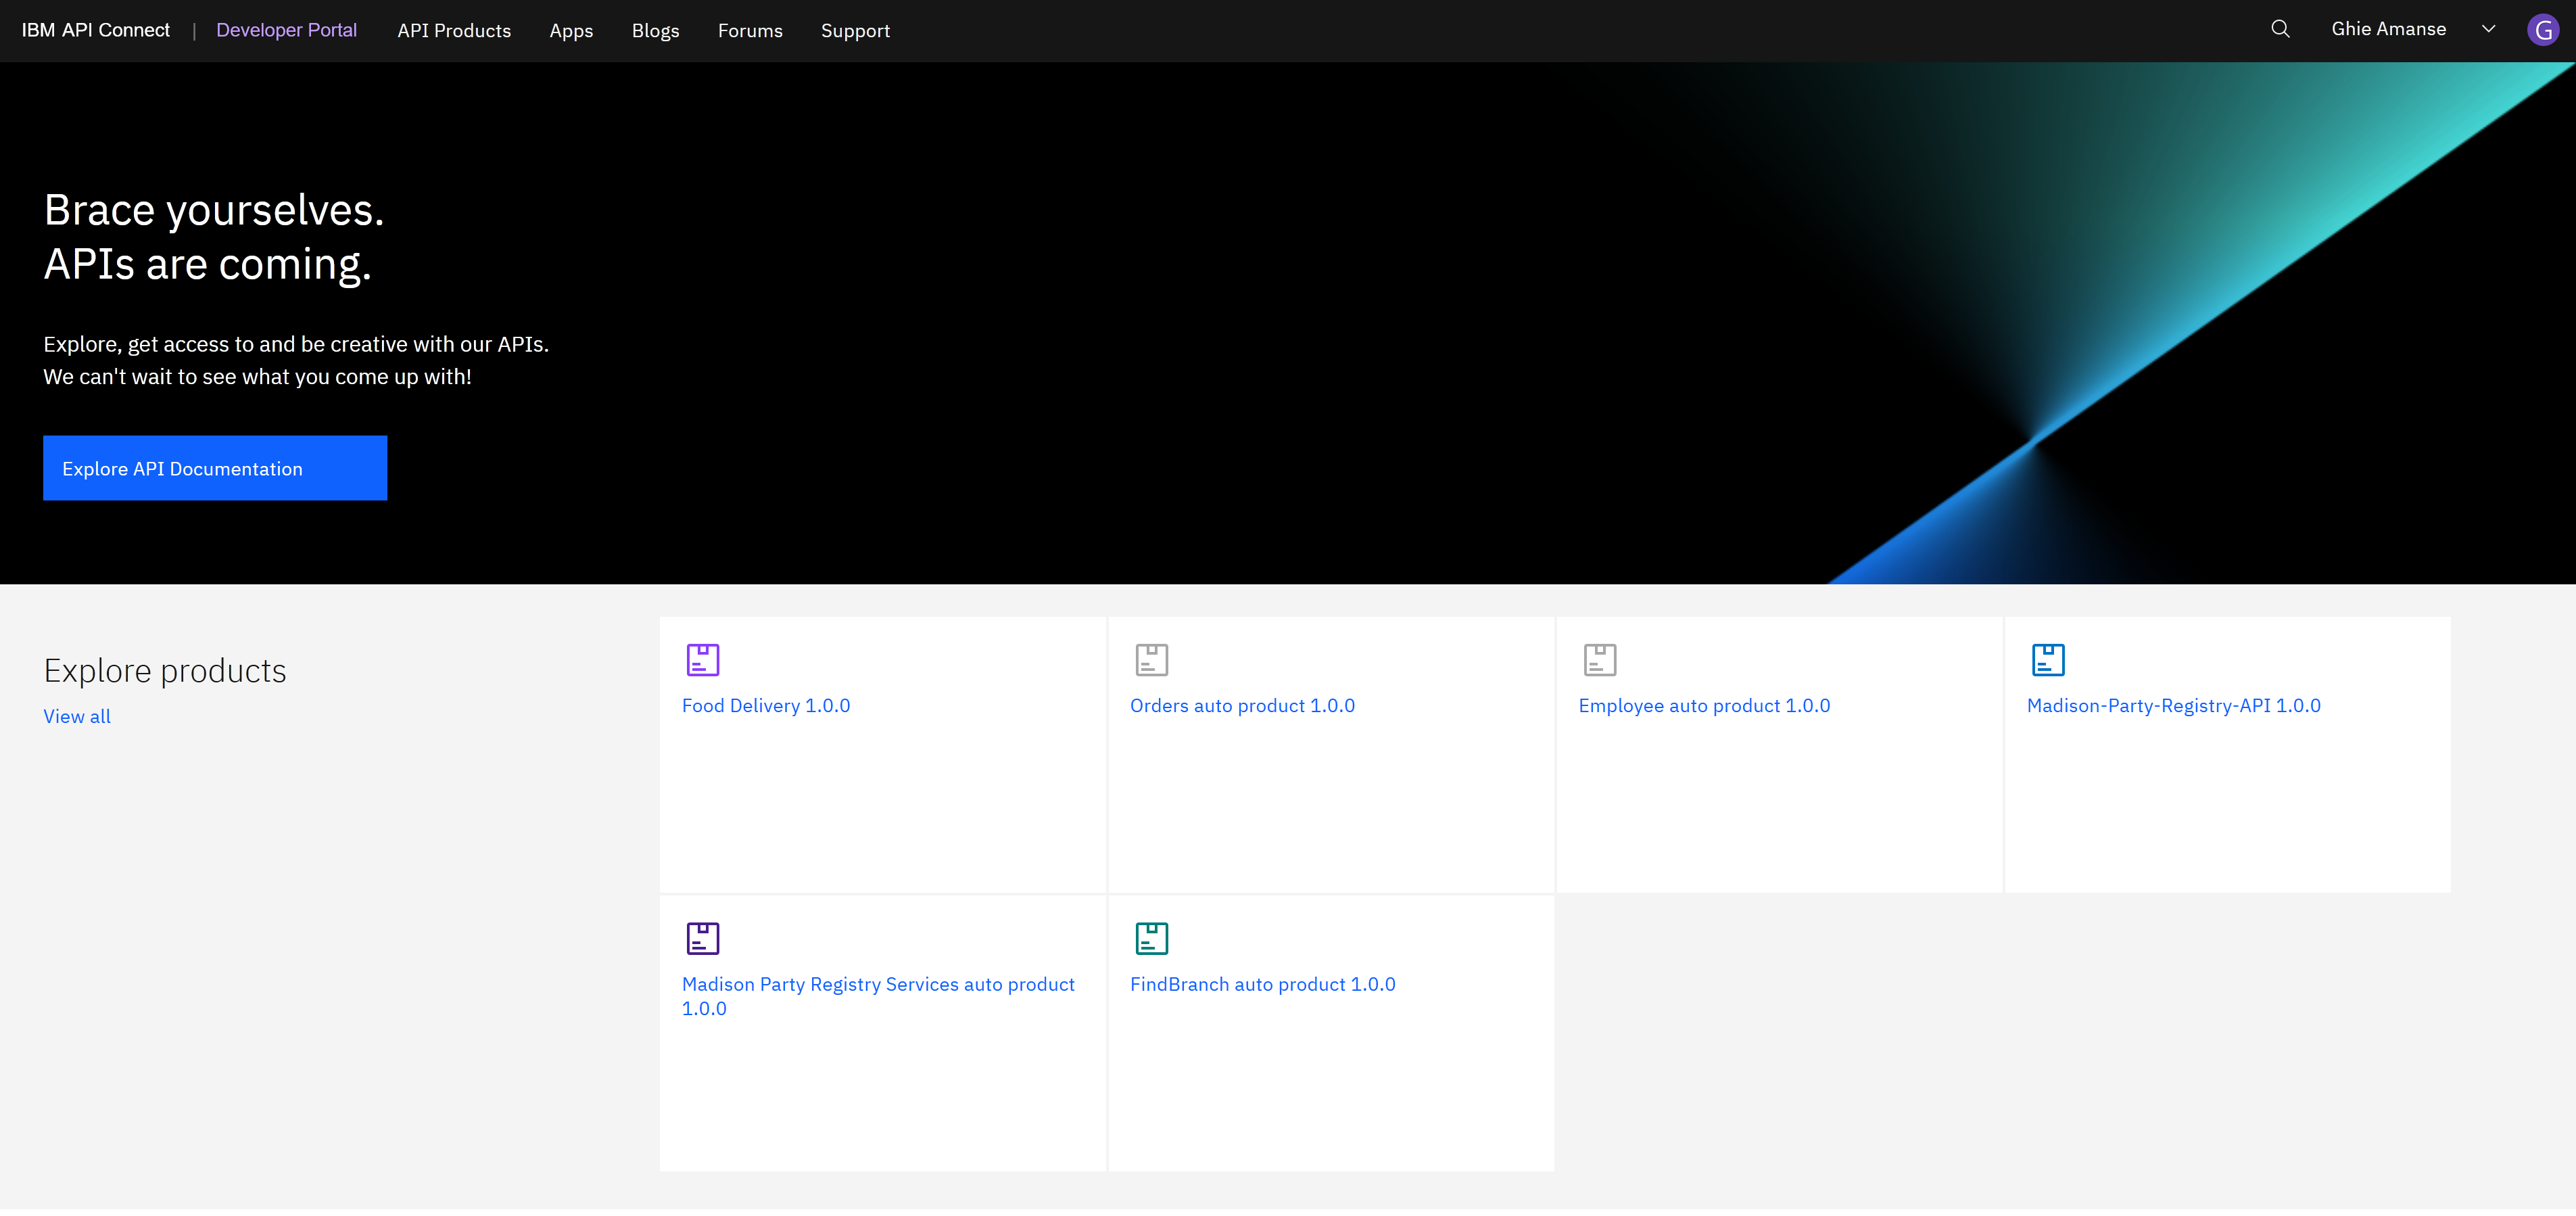 IBM API Connect | Developer Portal API Products Apps Blogs Forums Support Ghie Amanse G
Brace yourselves.
APIs are coming.
Explore, get access to and be creative with our APIs.
We can't wait to see what you come up with!
Explore API Documentation
Explore products
View all
Food Delivery 1.0.0
Orders auto product 1.0.0
Employee auto product 1.0.0
Madison-Party-Registry-API 1.0.0
Madison Party Registry Services auto product
1.0.0
FindBranch auto product 1.0.0